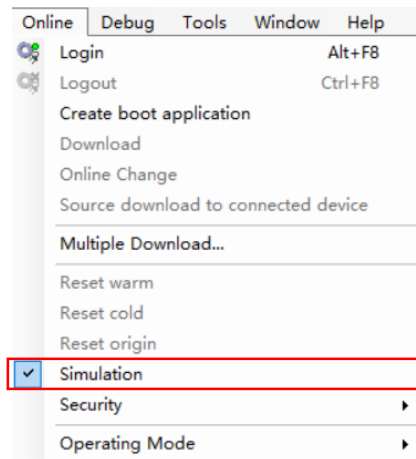 Online Debug Tools Window Help
Login Alt+F8
Logout Ctrl+F8
Create boot application
Download
Online Change
Source download to connected device
Multiple Download...
Reset warm
Reset cold
Reset origin
Simulation
Security
Operating Mode